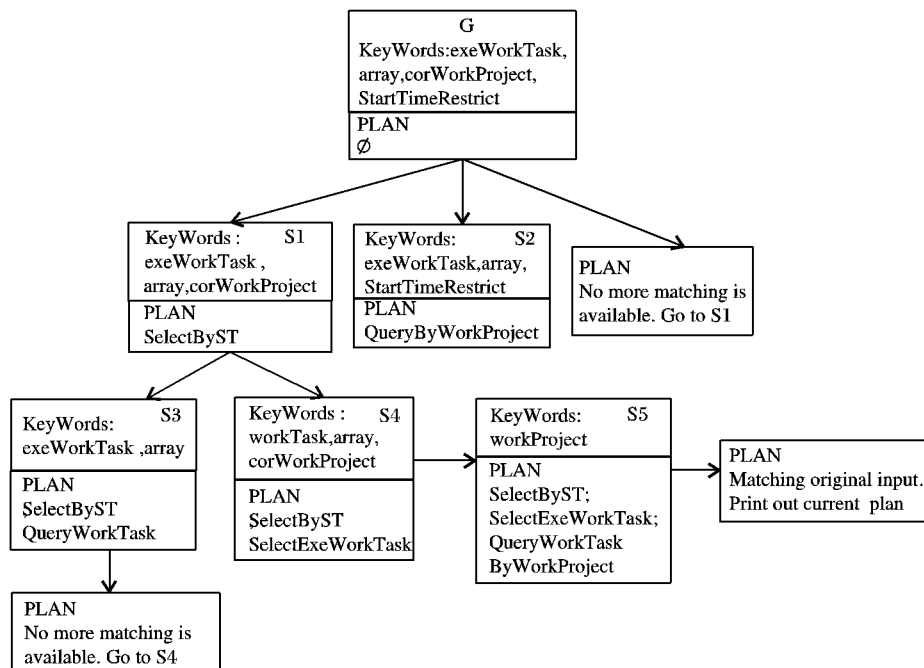 G
KeyWords:exeWorkTask,
array,corWorkProject,
StartTimeRestrict
PLAN
Ø
KeyWords : S1
exeWorkTask ,
array,corWorkProject
PLAN
SelectByST
KeyWords: S2
exeWorkTask,array,
StartTimeRestrict
PLAN
QueryByWorkProject
PLAN
No more matching is
available. Go to S1
S3
KeyWords:
exeWorkTask ,array
PLAN
SelectByST
QueryWorkTask
KeyWords : S4
workTask,array,
corWorkProject
PLAN
SelectByST
SelectExeWorkTask
KeyWords: S5
workProject
PLAN
SelectByST;
SelectExeWorkTask;
QueryWorkTask
ByWorkProject
PLAN
Matching original input.
Print out current plan
PLAN
No more matching is
available. Go to S4